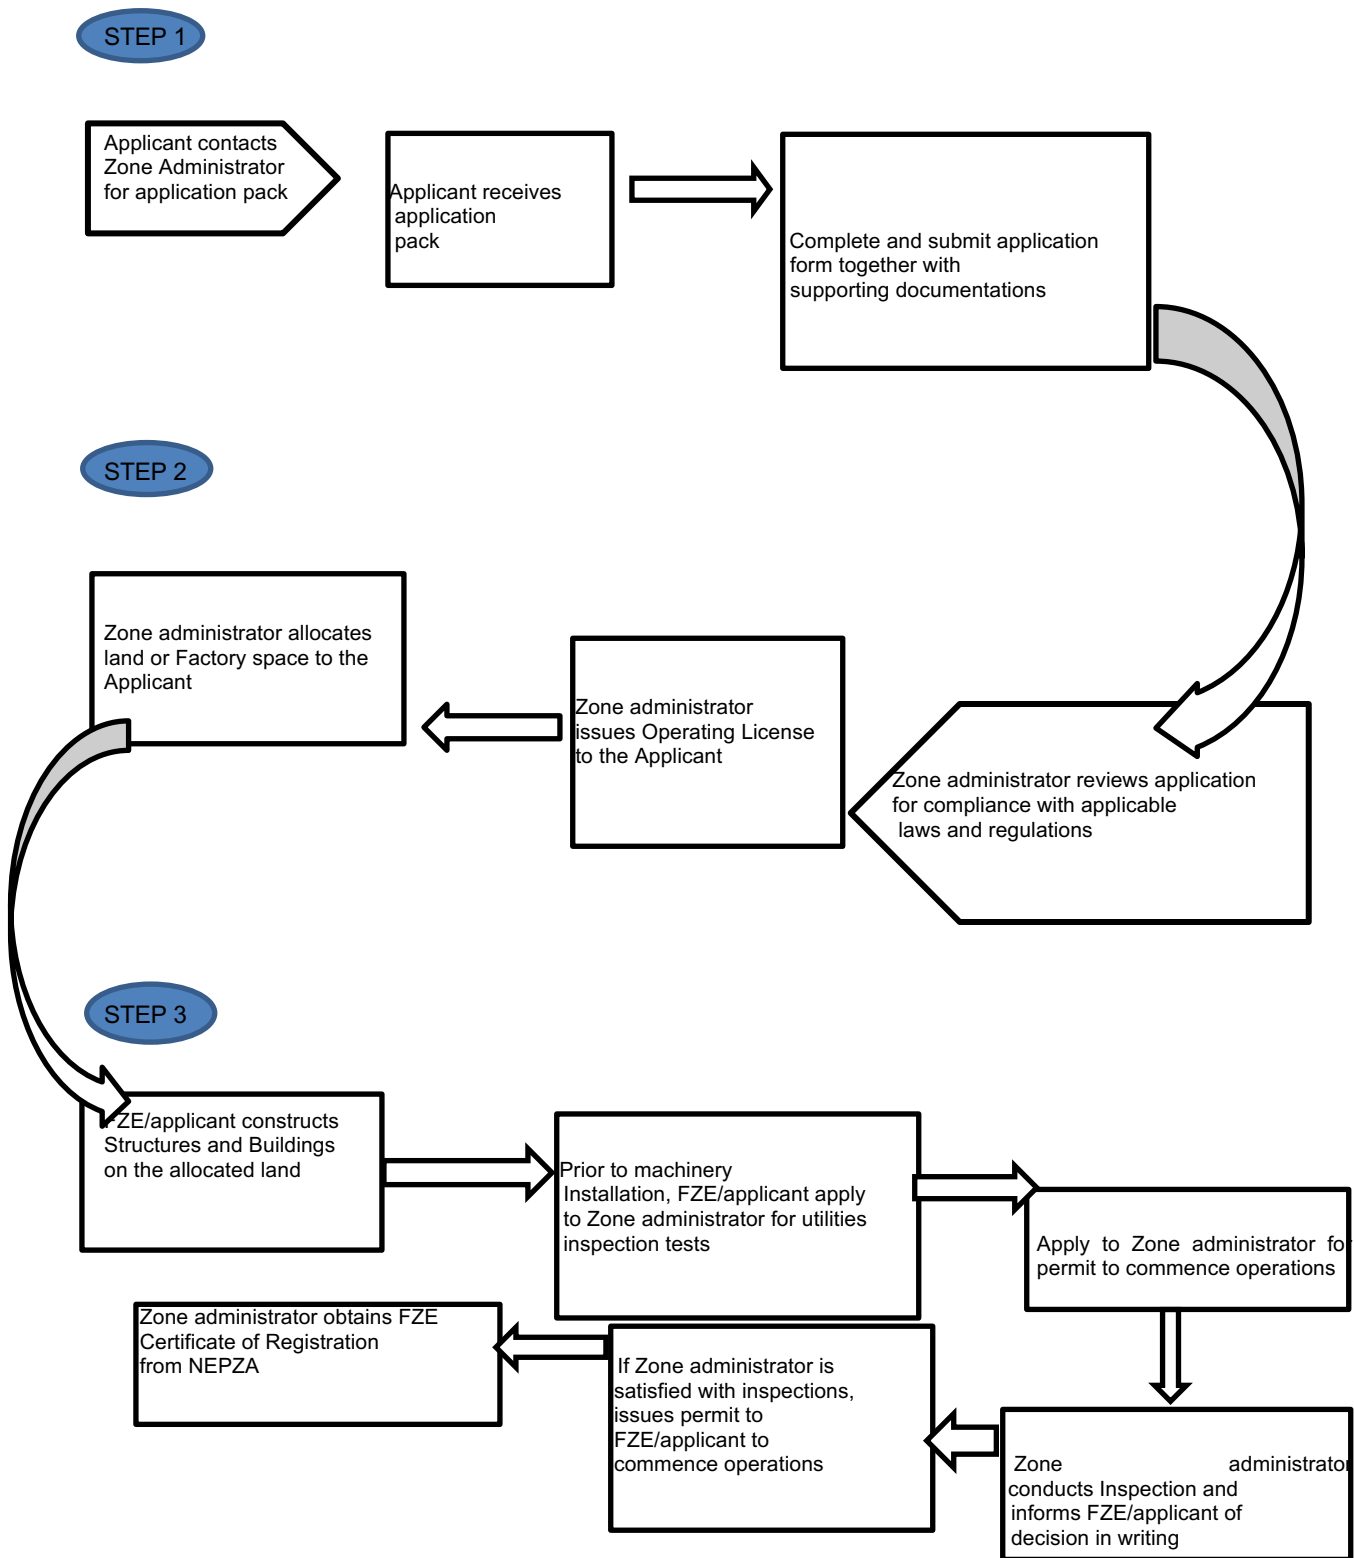 STEP 1
Applicant contacts
Zone Administrator
for application pack
Applicant receives
application
pack
Complete and submit application
form together with
supporting documentations
STEP 2
Zone administrator reviews application
for compliance with applicable
laws and regulations
Zone administrator
issues Operating License
to the Applicant
Zone administrator allocates
land or Factory space to the
Applicant
STEP 3
FZE/applicant constructs
Structures and Buildings
on the allocated land
Prior to machinery
Installation, FZE/applicant apply
to Zone administrator for utilities
inspection tests
Apply to Zone administrator for
permit to commence operations
Zone administrator
conducts Inspection and
informs FZE/applicant of
decision in writing
If Zone administrator is
satisfied with inspections,
issues permit to
FZE/applicant to
commence operations
Zone administrator obtains FZE
Certificate of Registration
from NEPZA